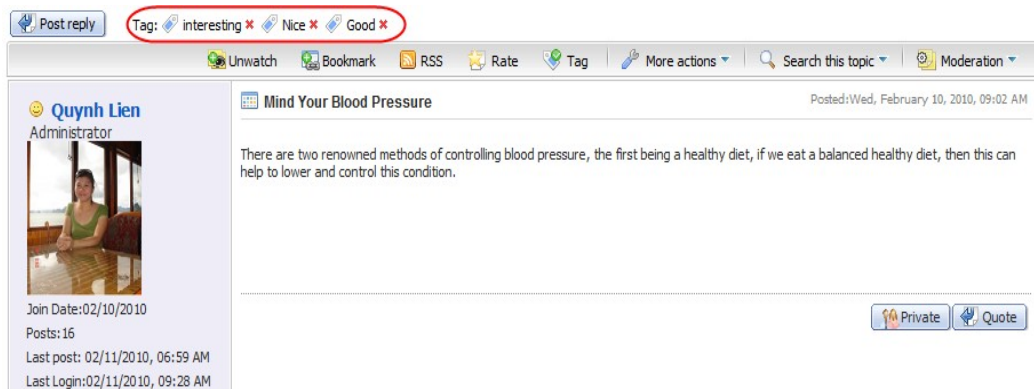 Post reply Tag: interesting Nice Good
Unwatch Bookmark RSS Rate Tag More actions Search this topic Moderation
Quynh Lien
Administrator
Mind Your Blood Pressure Posted:Wed, February 10, 2010, 09:02 AM
There are two renowned methods of controlling blood pressure, the first being a healthy diet, if we eat a balanced healthy diet, then this can
help to lower and control this condition.
Join Date:02/10/2010
Posts:16
Last post: 02/11/2010, 06:59 AM
Last Login:02/11/2010, 09:28 AM
Private Quote